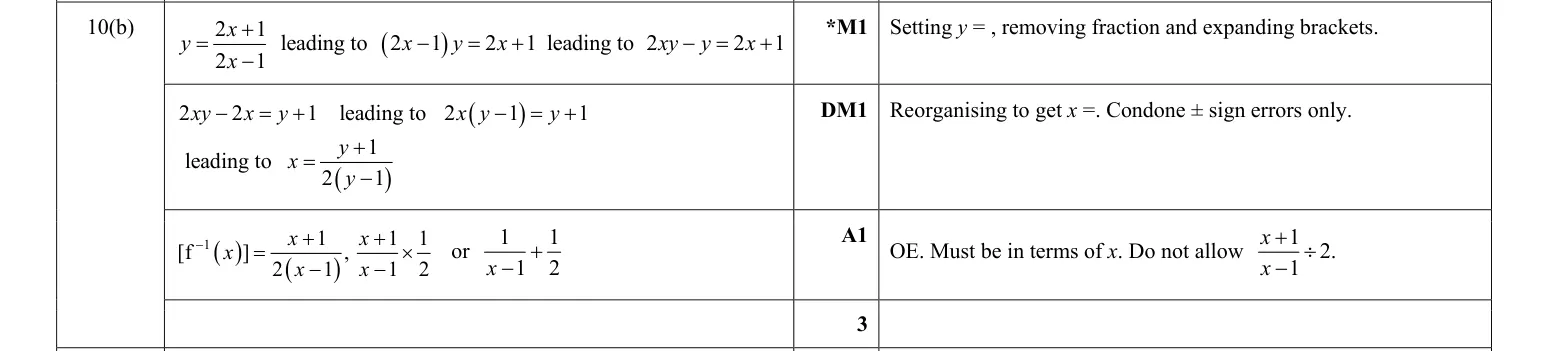 10(b)
y = (2x + 1)/(2x − 1) leading to (2x − 1)y = 2x + 1 leading to 2xy − y = 2x + 1
*M1
Setting y = , removing fraction and expanding brackets.
2xy − 2x = y + 1 leading to 2x(y − 1) = y + 1
leading to x = (y + 1)/(2(y − 1))
DM1
Reorganising to get x =. Condone ± sign errors only.
[f⁻¹(x)] = (x + 1)/(2(x − 1)), (x + 1)/(x − 1) × 1/2 or 1/(x − 1) + 1/2
A1
OE. Must be in terms of x. Do not allow (x + 1)/(x − 1) ÷ 2.
3